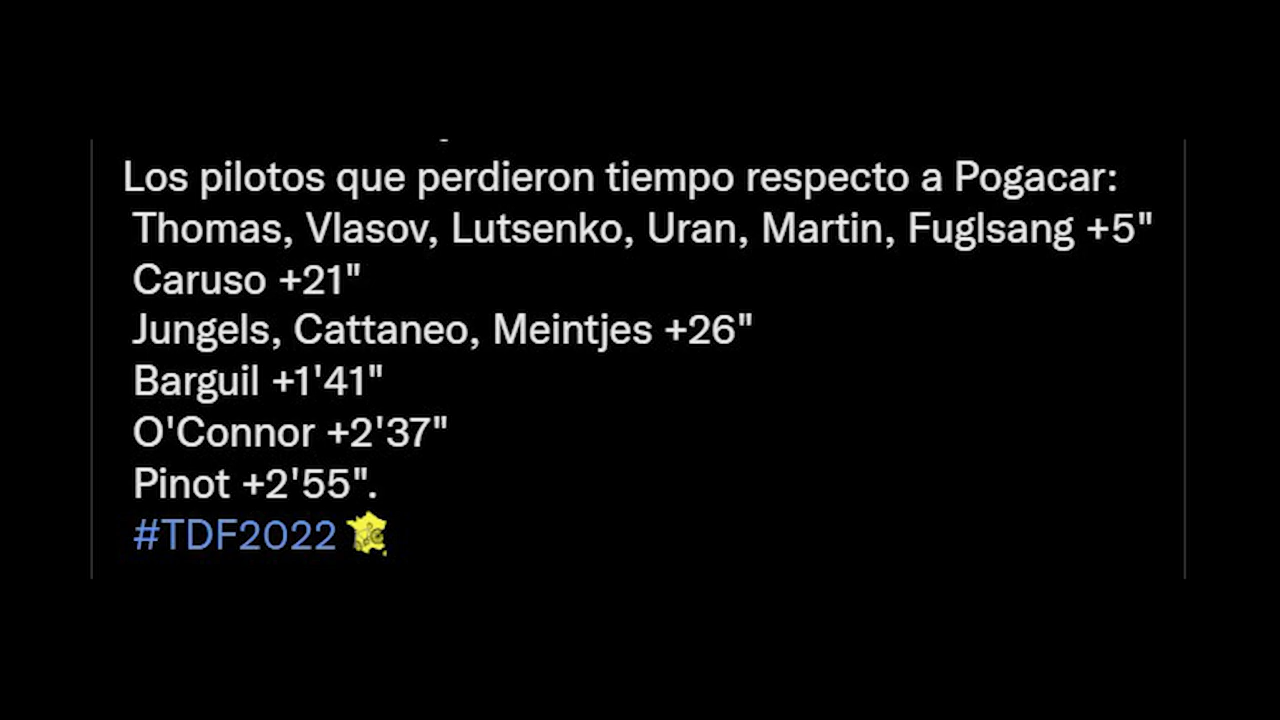 Los pilotos que perdieron tiempo respecto a Pogacar:
Thomas, Vlasov, Lutsenko, Uran, Martin, Fuglsang +5"
Caruso +21"
Jungels, Cattaneo, Meintjes +26"
Barguil +1'41"
O'Connor +2'37"
Pinot +2'55".
#TDF2022